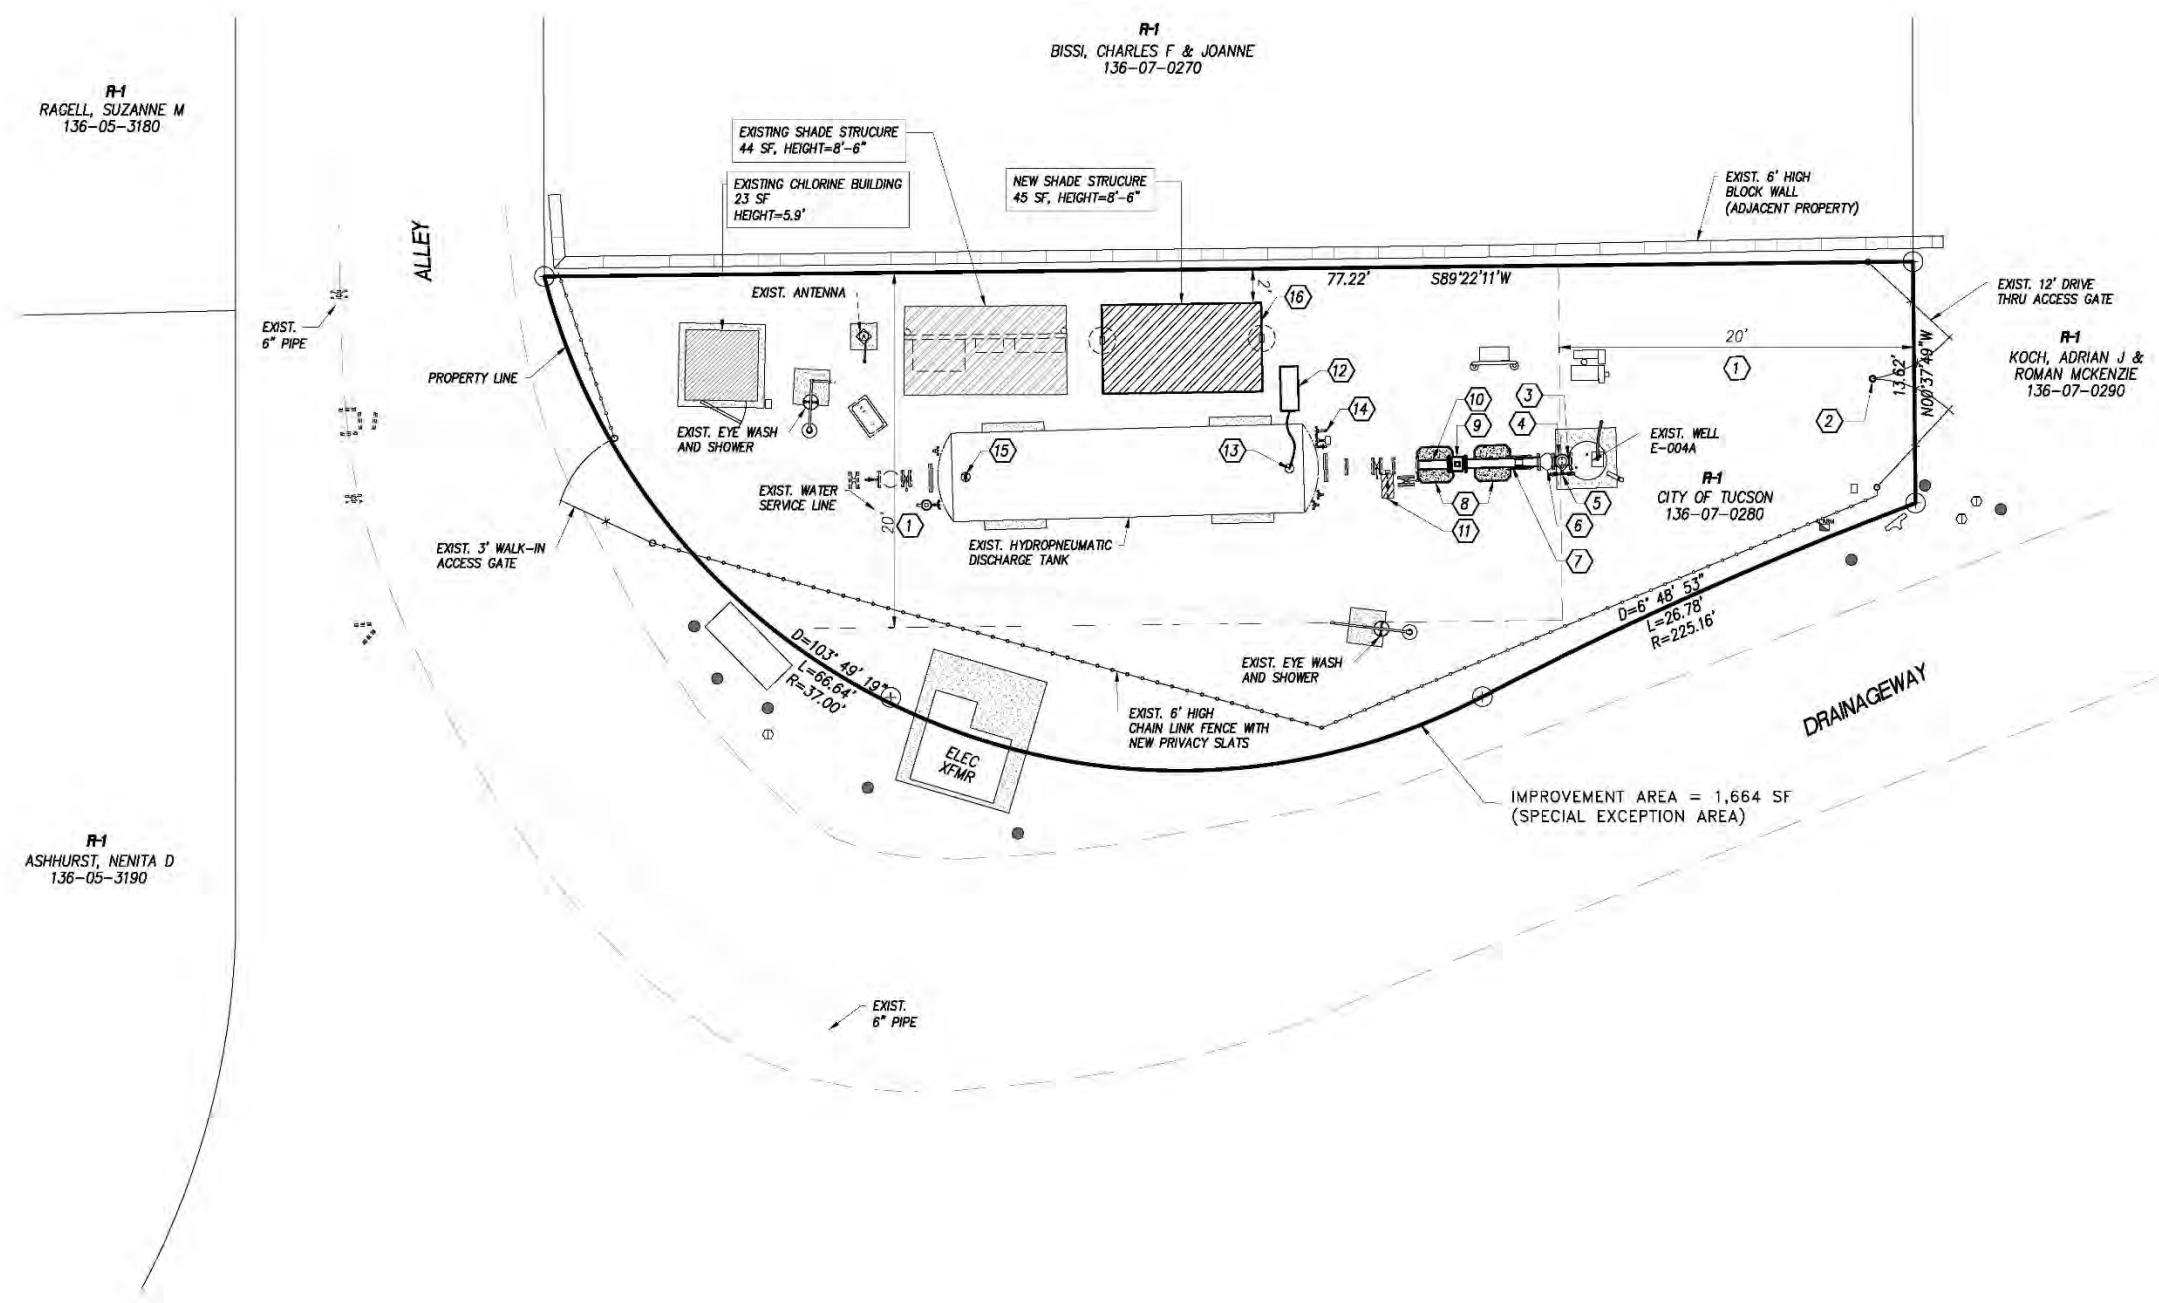 R-1
BISSI, CHARLES F & JOANNE
136-07-0270
R-1
RAGELL, SUZANNE M
136-05-3180
EXISTING SHADE STRUCURE
44 SF, HEIGHT=8'-6"
EXISTING CHLORINE BUILDING
23 SF
HEIGHT=5.9'
NEW SHADE STRUCURE
45 SF, HEIGHT=8'-6"
EXIST. 6' HIGH
BLOCK WALL
(ADJACENT PROPERTY)
ALLEY
EXIST. ANTENNA
2'
16
77.22'
S89°22'11"W
EXIST. 12' DRIVE
THRU ACCESS GATE
EXIST.
6" PIPE
20'
1
R-1
KOCH, ADRIAN J &
ROMAN MCKENZIE
136-07-0290
13.62'
N00°37'49"W
PROPERTY LINE
12
10
3
14
9
4
2
EXIST. EYE WASH
AND SHOWER
EXIST. WELL
E-004A
15
13
R-1
CITY OF TUCSON
136-07-0280
EXIST. WATER
SERVICE LINE
20'
1
8
5
11
6
7
EXIST. 3' WALK-IN
ACCESS GATE
EXIST. HYDROPNEUMATIC
DISCHARGE TANK
D=6° 48' 53"
L=26.78'
R=225.16'
D=103° 49' 19"
L=66.64'
R=37.00'
EXIST. EYE WASH
AND SHOWER
EXIST. 6' HIGH
CHAIN LINK FENCE WITH
NEW PRIVACY SLATS
DRAINAGEWAY
ELEC
XFMR
IMPROVEMENT AREA = 1,664 SF
(SPECIAL EXCEPTION AREA)
R-1
ASHHURST, NENITA D
136-05-3190
EXIST.
6" PIPE